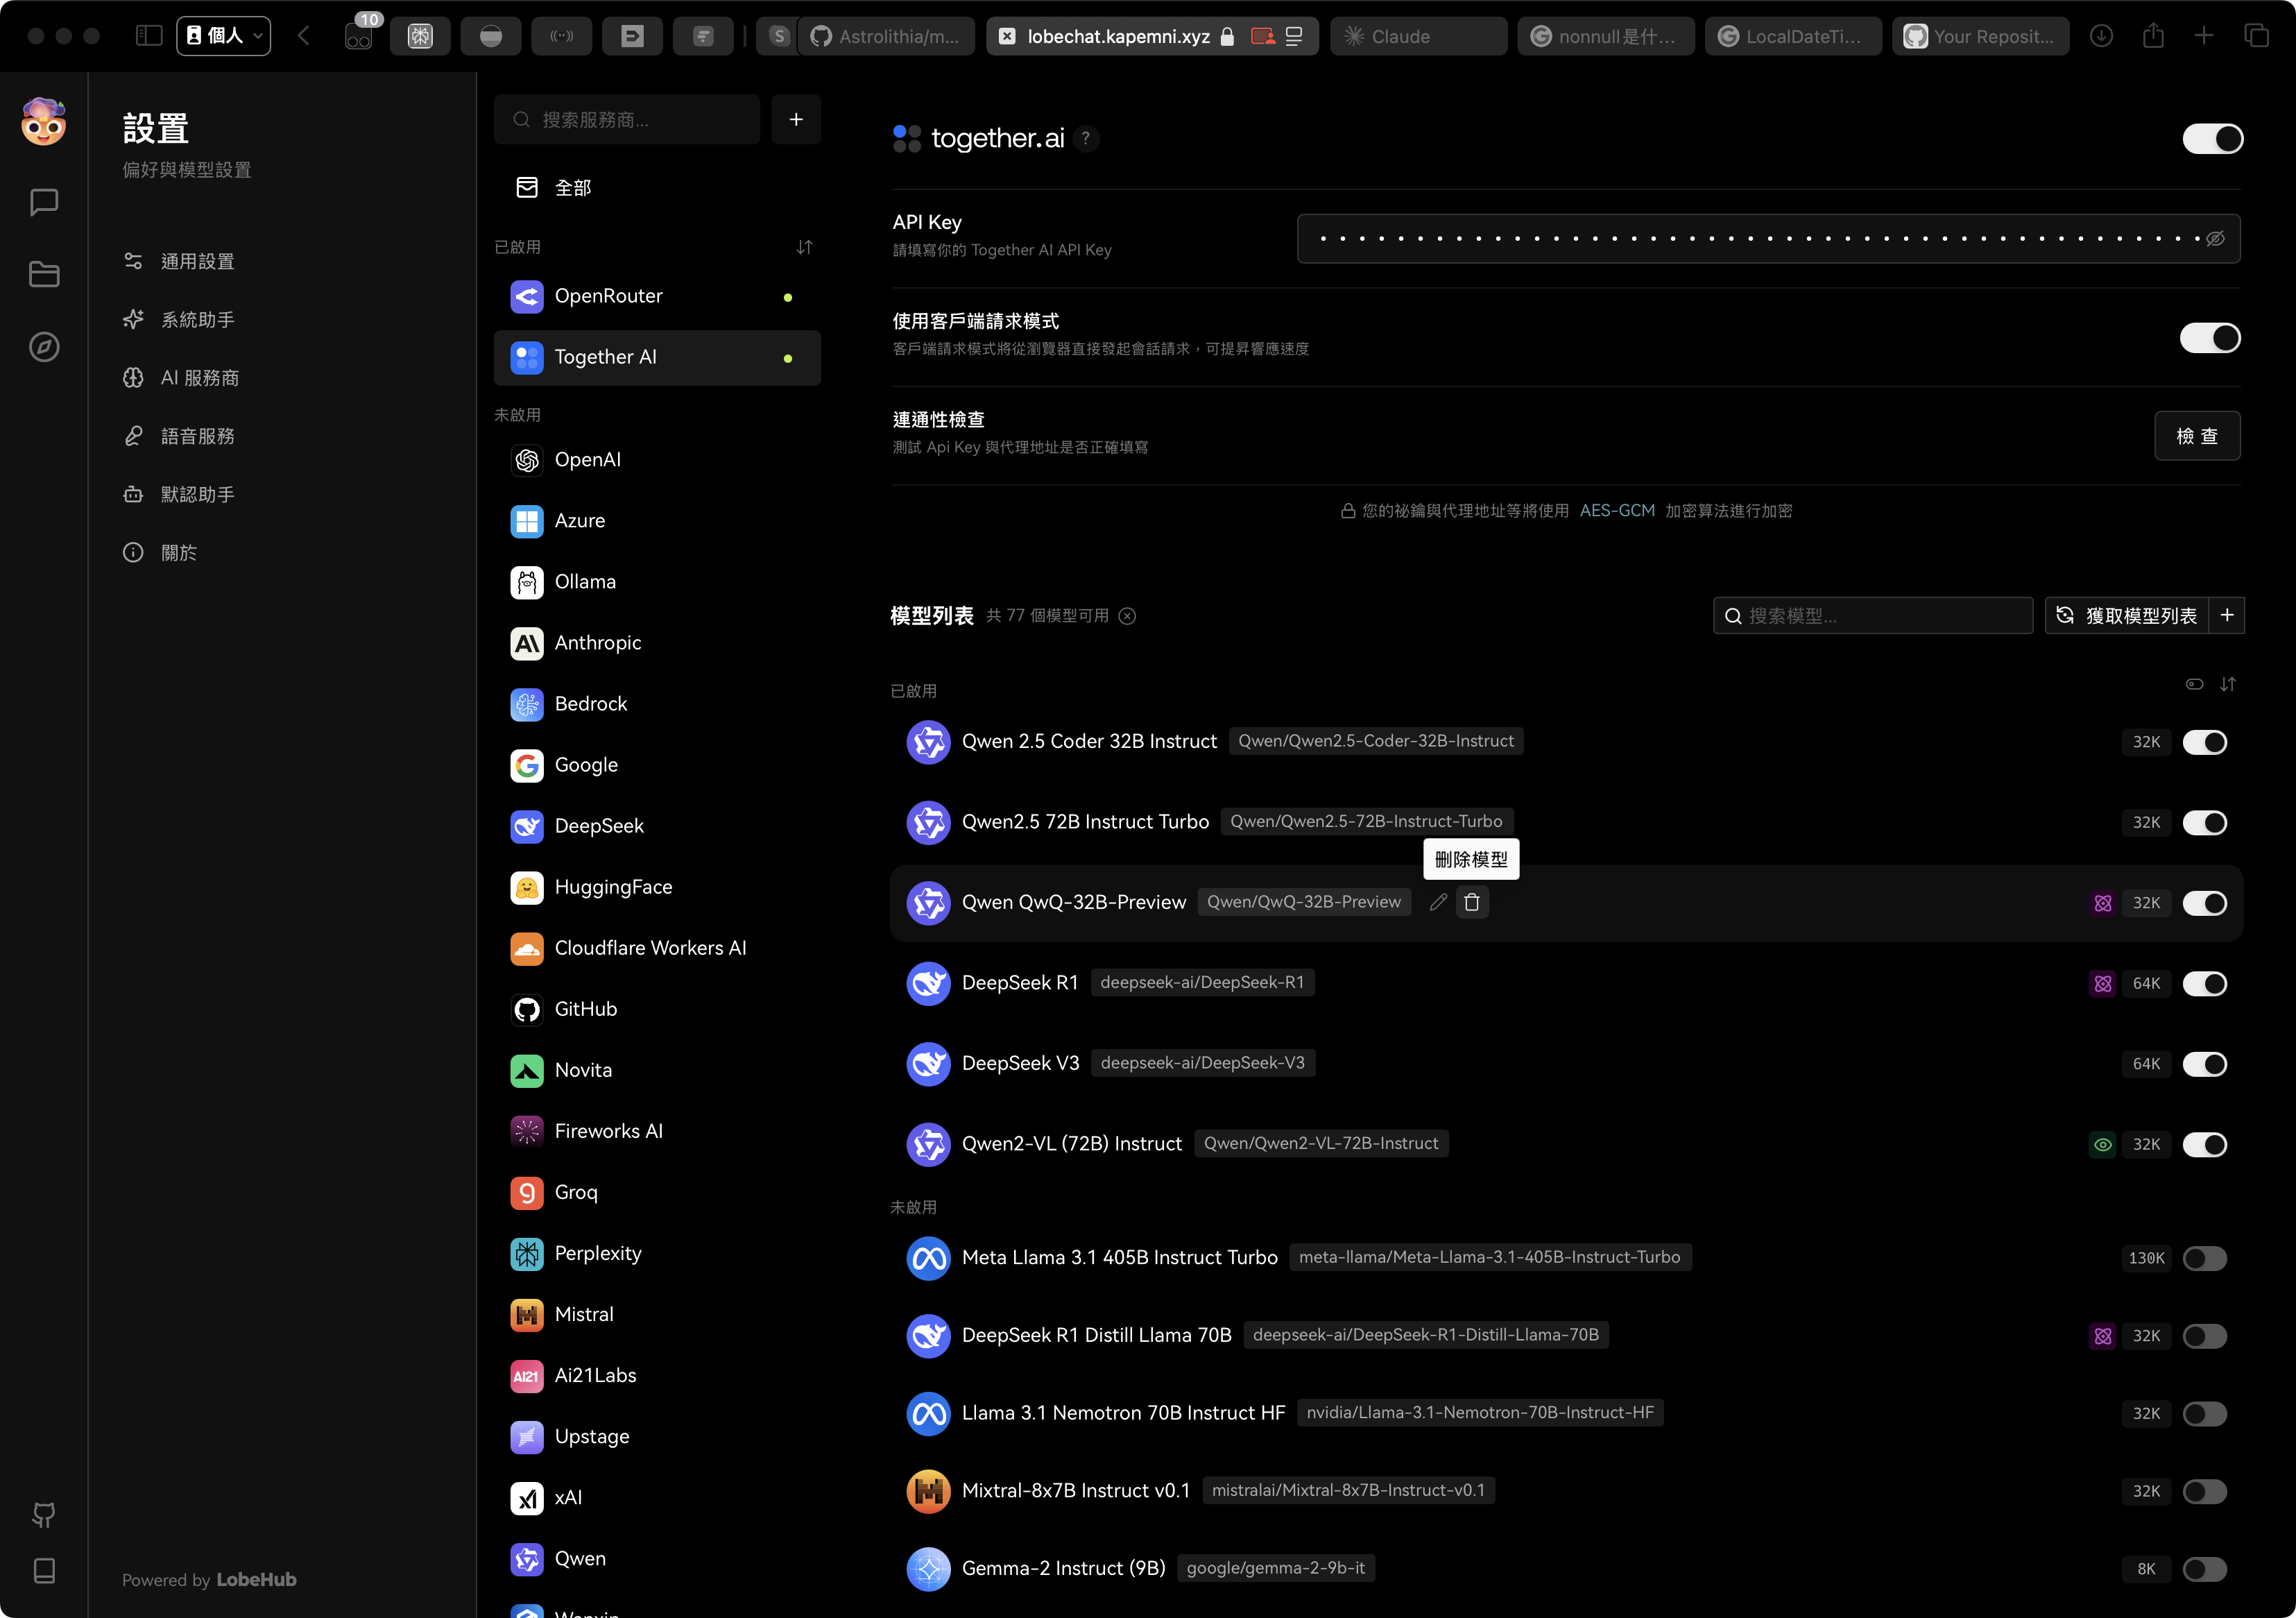 個人
10
S
Astrolithia/m...
lobechat.kapemni.xyz
Claude
nonnull是什...
LocalDateTi...
Your Reposit...
設置
偏好與模型設置
通用設置
系統助手
AI 服務商
語音服務
默認助手
關於
Powered by LobeHub
搜索服務商...
全部
已啟用
OpenRouter
Together AI
未啟用
OpenAI
Azure
Ollama
Anthropic
Bedrock
Google
DeepSeek
HuggingFace
Cloudflare Workers AI
GitHub
Novita
Fireworks AI
Groq
Perplexity
Mistral
AI21 Ai21Labs
Upstage
xAI
Qwen
together.ai ?
API Key
請填寫你的 Together AI API Key
使用客戶端請求模式
客戶端請求模式將從瀏覽器直接發起會話請求，可提昇響應速度
連通性檢查
測試 Api Key 與代理地址是否正確填寫
檢 查
您的祕鑰與代理地址等將使用 AES-GCM 加密算法進行加密
模型列表 共 77 個模型可用
搜索模型...
獲取模型列表
已啟用
Qwen 2.5 Coder 32B Instruct Qwen/Qwen2.5-Coder-32B-Instruct 32K
Qwen2.5 72B Instruct Turbo Qwen/Qwen2.5-72B-Instruct-Turbo 32K
刪除模型
Qwen QwQ-32B-Preview Qwen/QwQ-32B-Preview 32K
DeepSeek R1 deepseek-ai/DeepSeek-R1 64K
DeepSeek V3 deepseek-ai/DeepSeek-V3 64K
Qwen2-VL (72B) Instruct Qwen/Qwen2-VL-72B-Instruct 32K
未啟用
Meta Llama 3.1 405B Instruct Turbo meta-llama/Meta-Llama-3.1-405B-Instruct-Turbo 130K
DeepSeek R1 Distill Llama 70B deepseek-ai/DeepSeek-R1-Distill-Llama-70B 32K
Llama 3.1 Nemotron 70B Instruct HF nvidia/Llama-3.1-Nemotron-70B-Instruct-HF 32K
Mixtral-8x7B Instruct v0.1 mistralai/Mixtral-8x7B-Instruct-v0.1 32K
Gemma-2 Instruct (9B) google/gemma-2-9b-it 8K